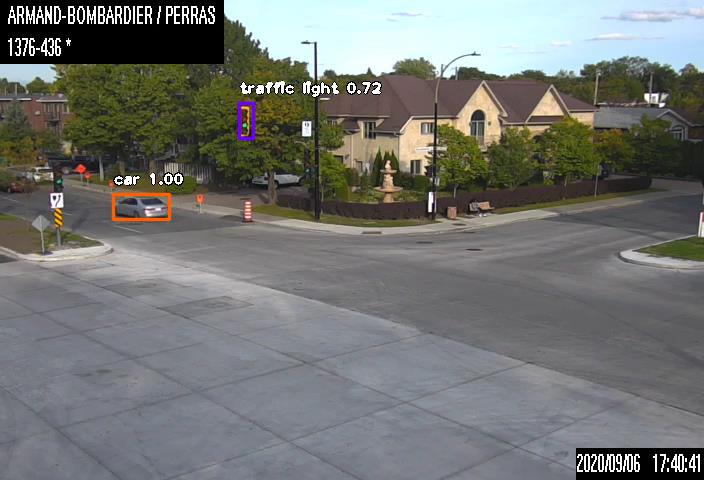 ARMAND-BOMBARDIER / PERRAS
1376-436 *
traffic light 0.72
car 1.00
2020/09/06 17:40:41